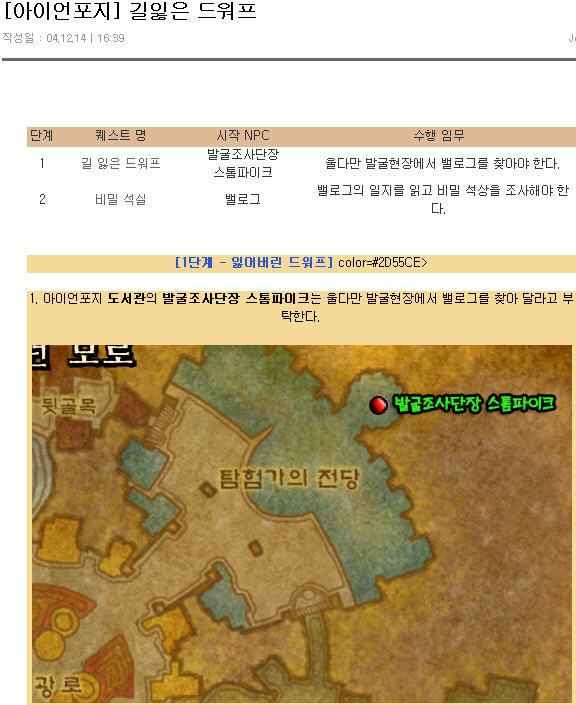 [아이언포지] 길잃은 드워프
작성일 : 04.12.14 | 16:39
단계 퀘스트 명 시작 NPC 수행 임무
1 길 잃은 드워프 발굴조사단장 스톰파이크 울다만 발굴현장에서 밸로그를 찾아야 한다.
2 비밀 석실 밸로그 밸로그의 일지를 읽고 비밀 석상을 조사해야 한다.
[1단계 - 잃어버린 드워프] color=#2D55CE>
1. 아이언포지 도서관의 발굴조사단장 스톰파이크는 울다만 발굴현장에서 밸로그를 찾아 달라고 부
탁한다.
뒷골목
발굴조사단장 스톰파이크
탐험가의 전당
광로